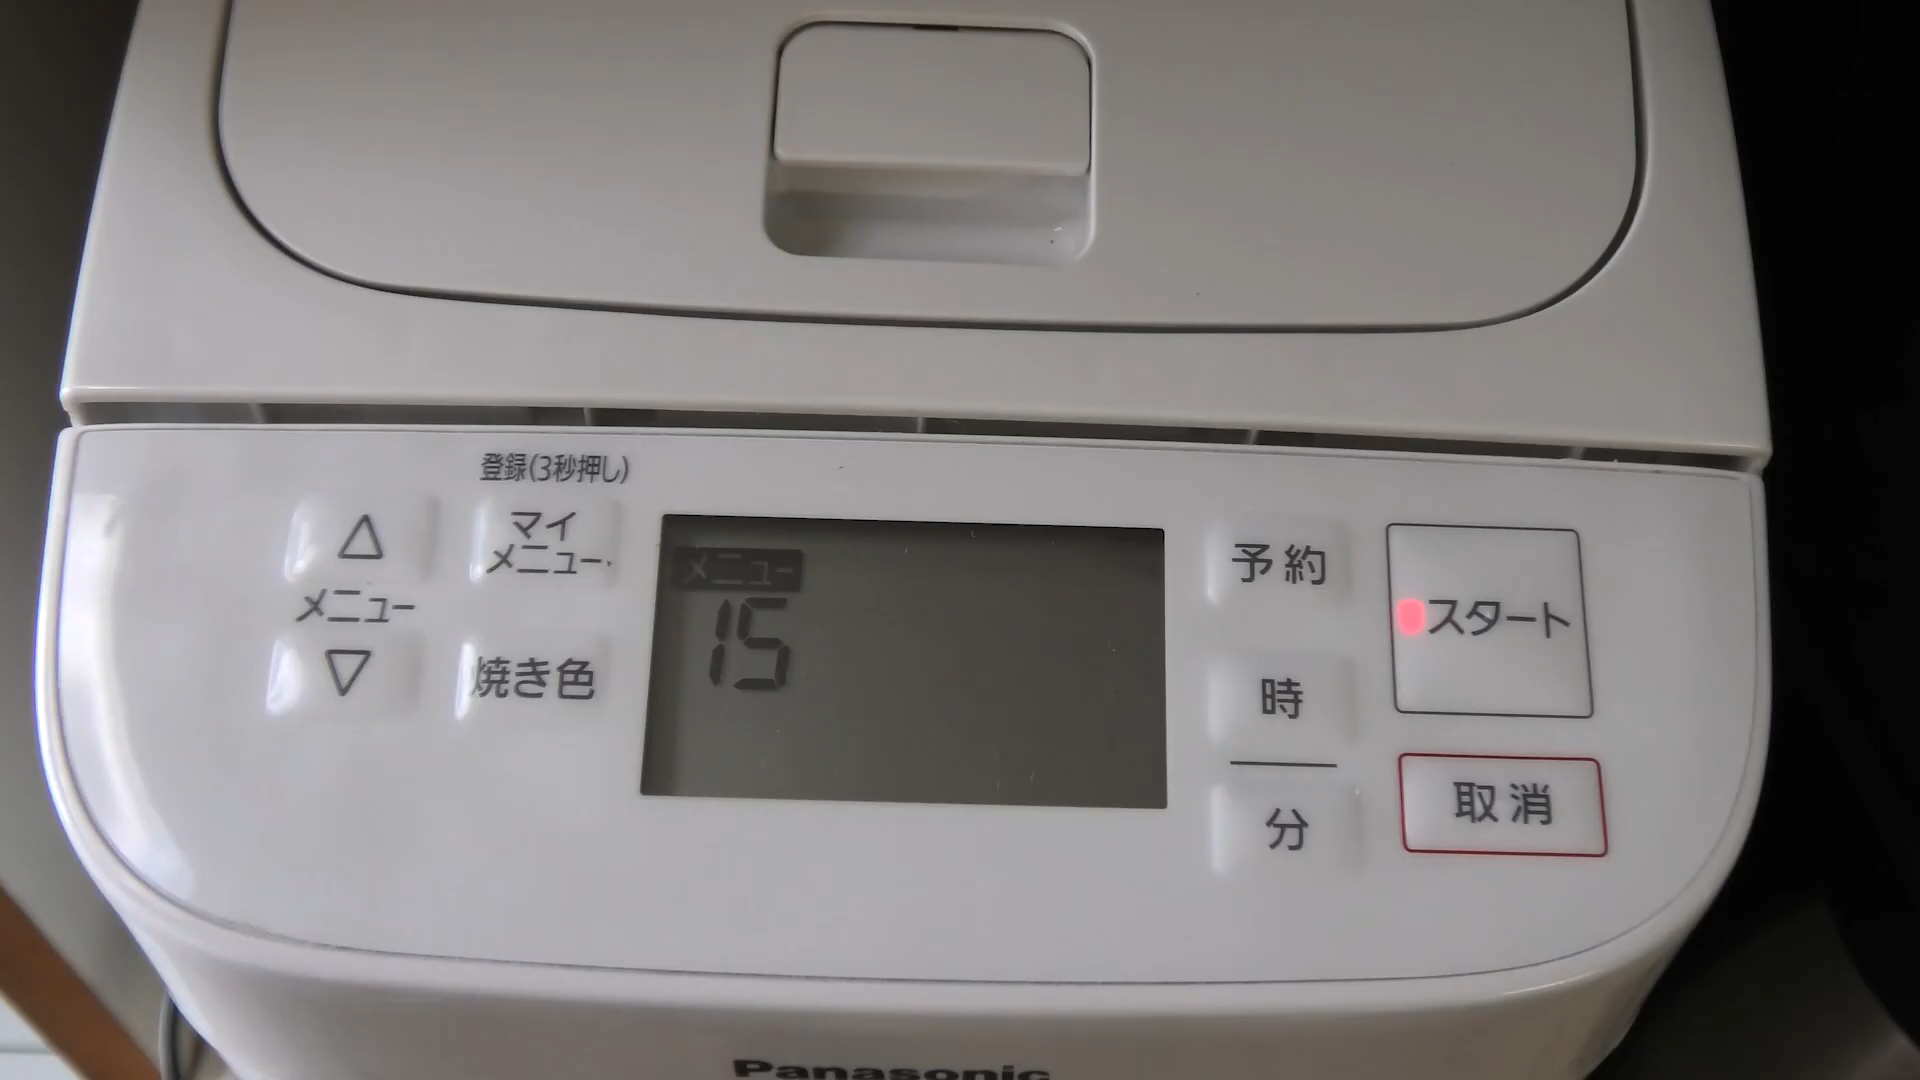 登録(3秒押し)
△
マイ
メニュー
メニュー
▽
焼き色
メニュー
15
予約
時
分
スタート
取消
Panasonic